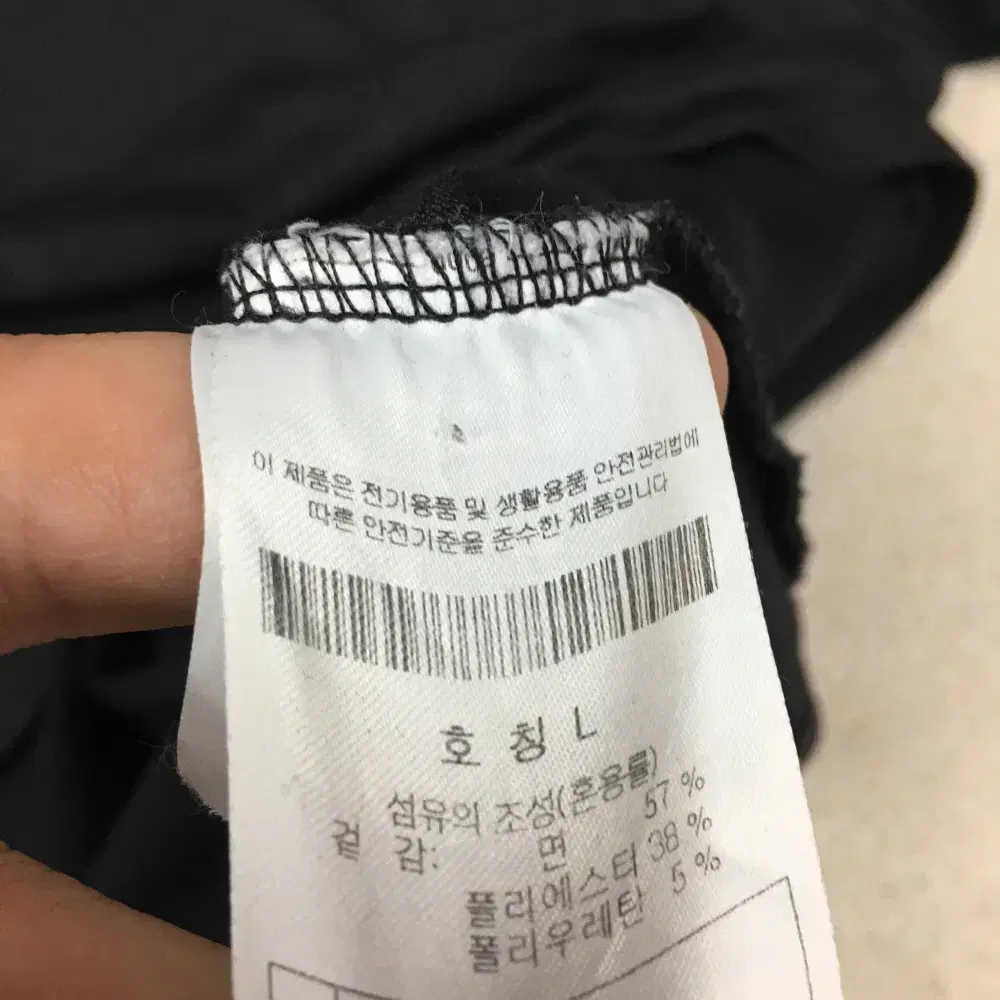 이 제품은 전기용품 및 생활용품 안전관리법에
따른 안전기준을 준수한 제품입니다
호 칭 L
섬유의 조성(혼용률)
겉 감: 면 57 %
폴리에스터 38 %
폴리우레탄 5 %